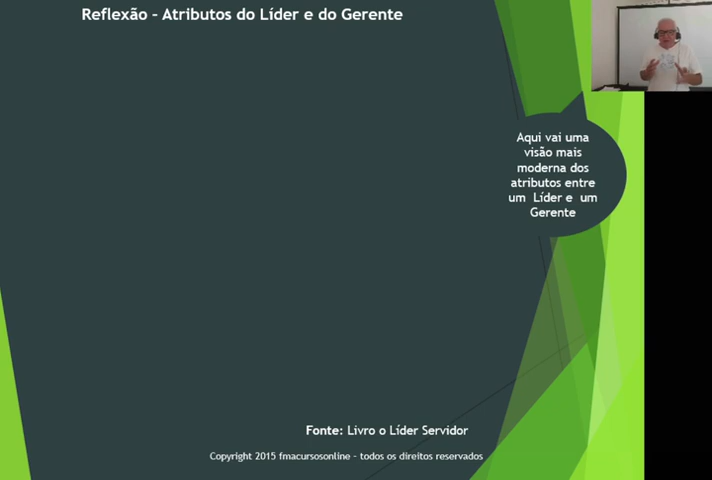 Reflexão - Atributos do Líder e do Gerente
Aqui vai uma
visão mais
moderna dos
atributos entre
um Líder e um
Gerente
Fonte: Livro o Líder Servidor
Copyright 2015 fmacursosonline - todos os direitos reservados